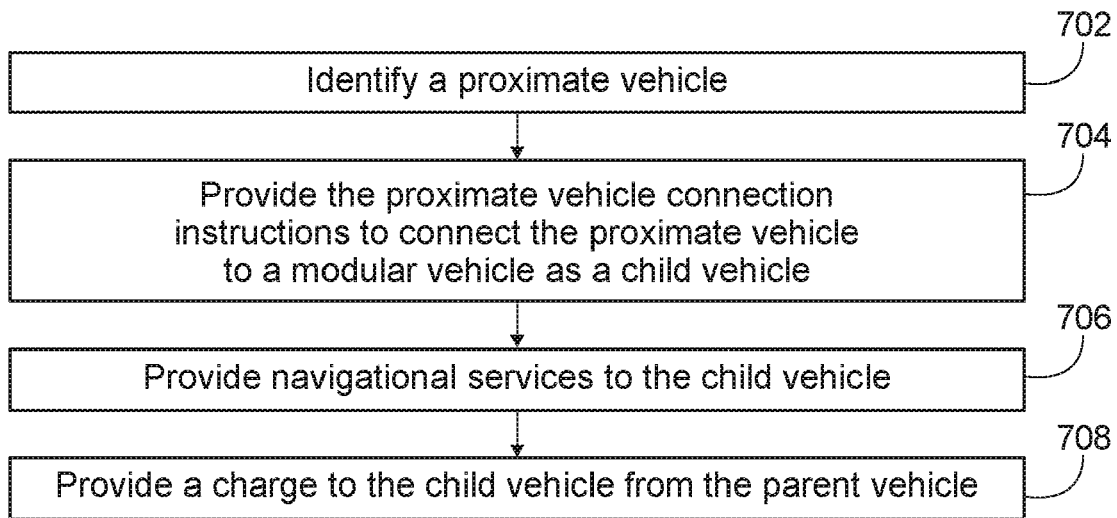 702
Identify a proximate vehicle
704
Provide the proximate vehicle connection
instructions to connect the proximate vehicle
to a modular vehicle as a child vehicle
706
Provide navigational services to the child vehicle
708
Provide a charge to the child vehicle from the parent vehicle